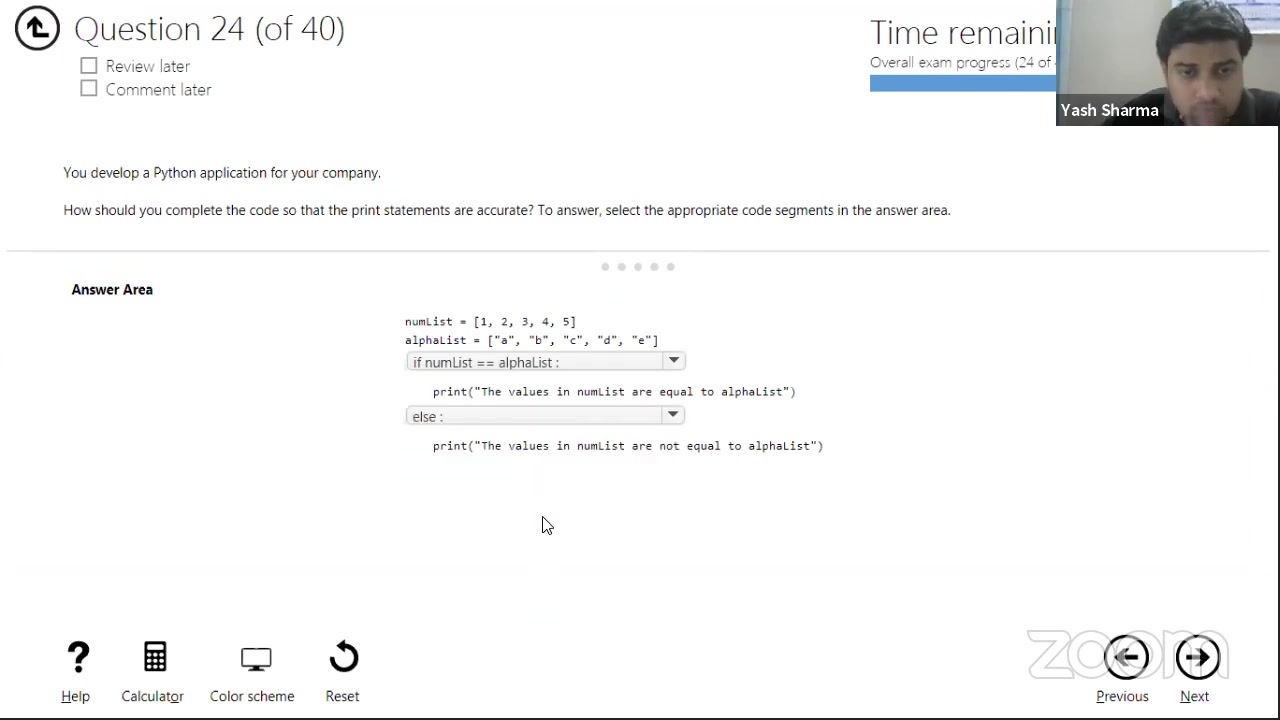 Question 24 (of 40)
Review later
Comment later
Time remaini
Overall exam progress (24 of
Yash Sharma
You develop a Python application for your company.
How should you complete the code so that the print statements are accurate? To answer, select the appropriate code segments in the answer area.
Answer Area
numList = [1, 2, 3, 4, 5]
alphaList = ["a", "b", "c", "d", "e"]
if numList == alphaList :
print("The values in numList are equal to alphaList")
else :
print("The values in numList are not equal to alphaList")
zoom
? 
Help
Calculator
Color scheme
Reset
Previous
Next